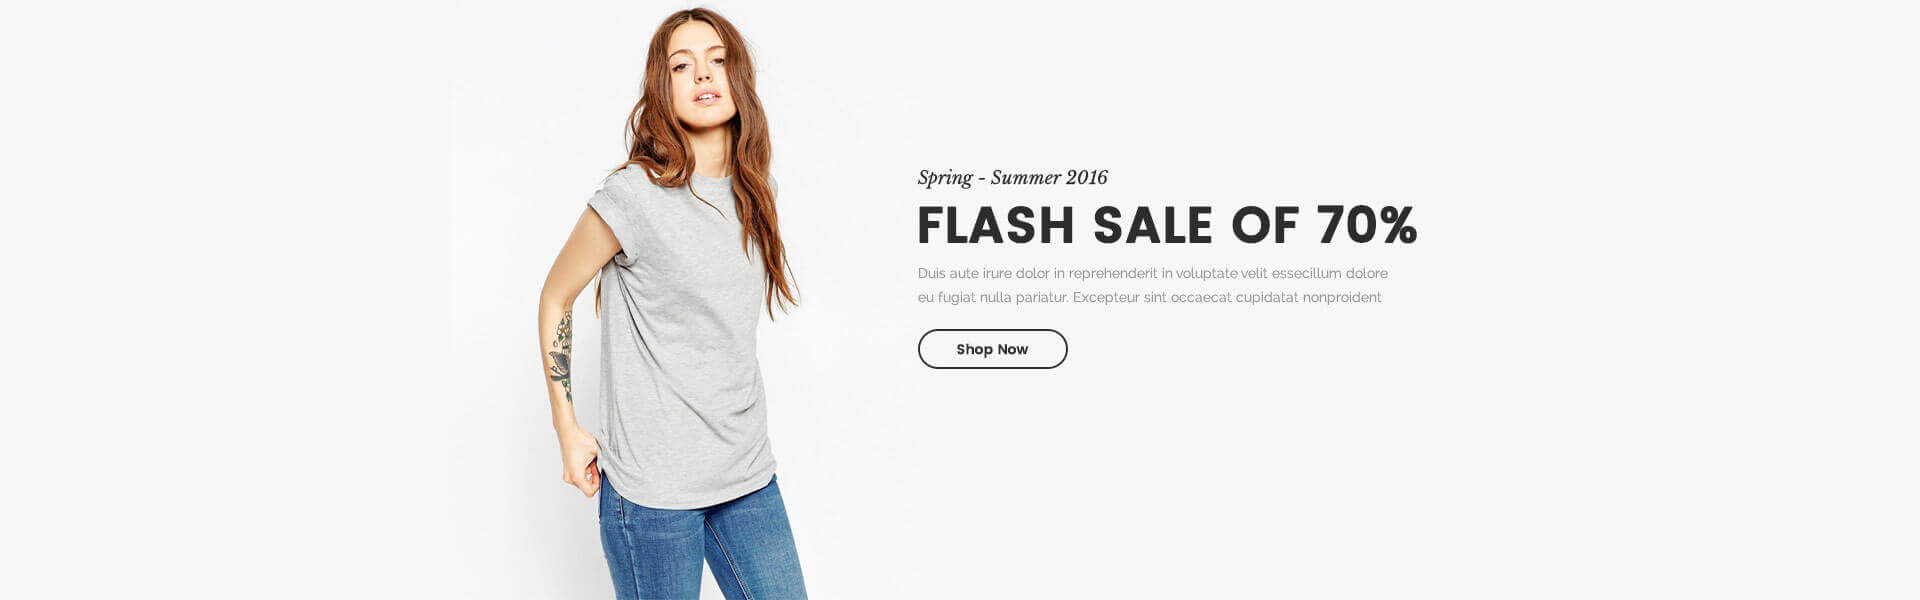 Spring - Summer 2016
FLASH SALE OF 70%
Duis aute irure dolor in reprehenderit in voluptate velit essecillum dolore
eu fugiat nulla pariatur. Excepteur sint occaecat cupidatat nonproident
Shop Now